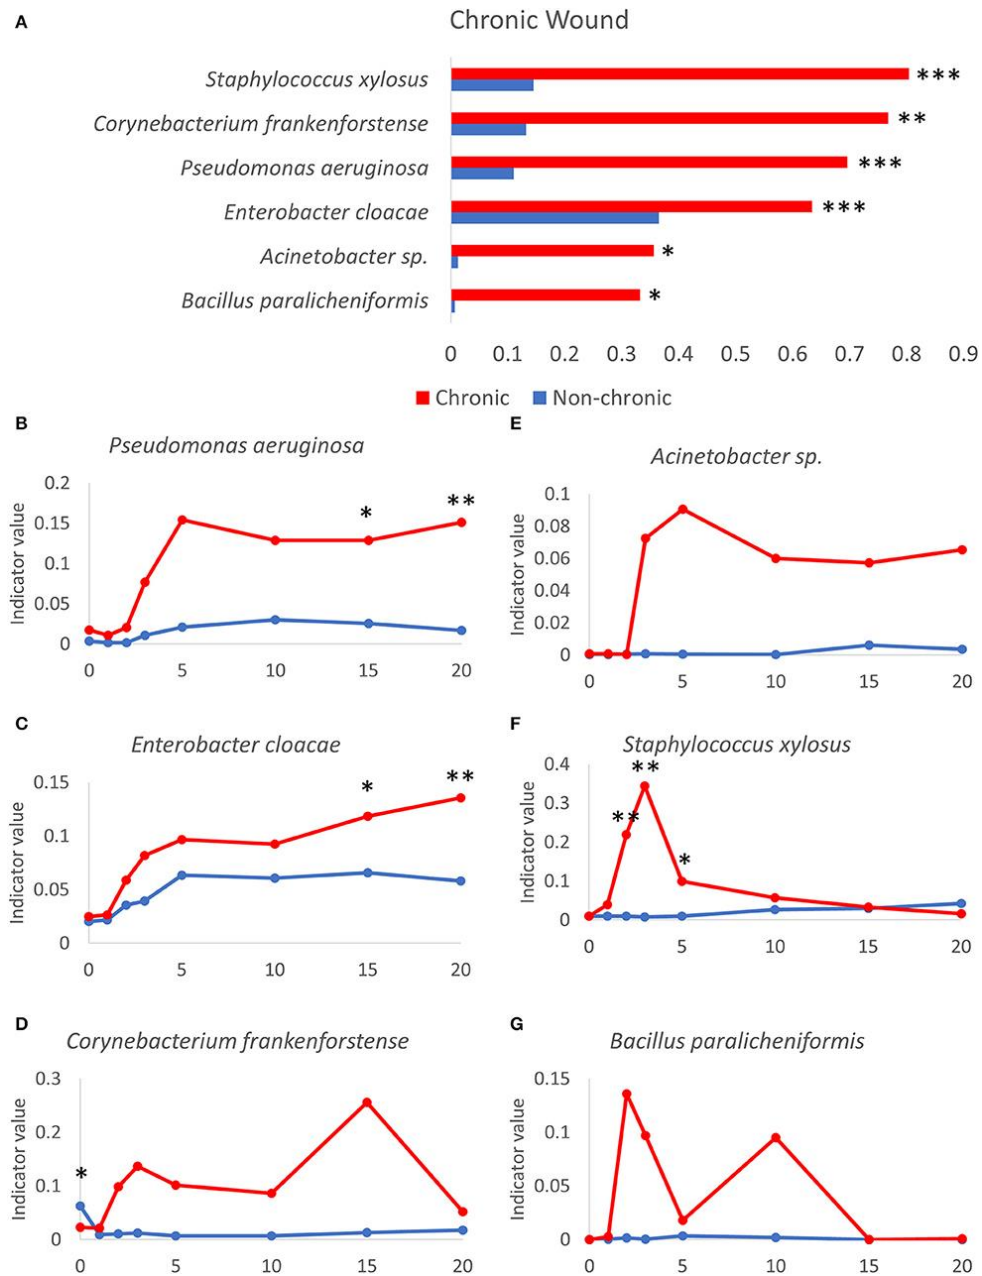 A
Chronic Wound
Staphylococcus xylosus ***
Corynebacterium frankenforstense **
Pseudomonas aeruginosa ***
Enterobacter cloacae ***
Acinetobacter sp. *
Bacillus paralicheniformis *
0 0.1 0.2 0.3 0.4 0.5 0.6 0.7 0.8 0.9
Chronic Non-chronic
B
Pseudomonas aeruginosa
Indicator value
0.2
0.15
0.1
0.05
0
* **
0 5 10 15 20
E
Acinetobacter sp.
Indicator value
0.1
0.08
0.06
0.04
0.02
0
0 5 10 15 20
C
Enterobacter cloacae
Indicator value
0.15
0.1
0.05
0
* **
0 5 10 15 20
F
Staphylococcus xylosus
Indicator value
0.4
0.3
0.2
0.1
0
**
**
*
0 5 10 15 20
D
Corynebacterium frankenforstense
Indicator value
0.3
0.2
0.1
0
*
0 5 10 15 20
G
Bacillus paralicheniformis
Indicator value
0.15
0.1
0.05
0
0 5 10 15 20